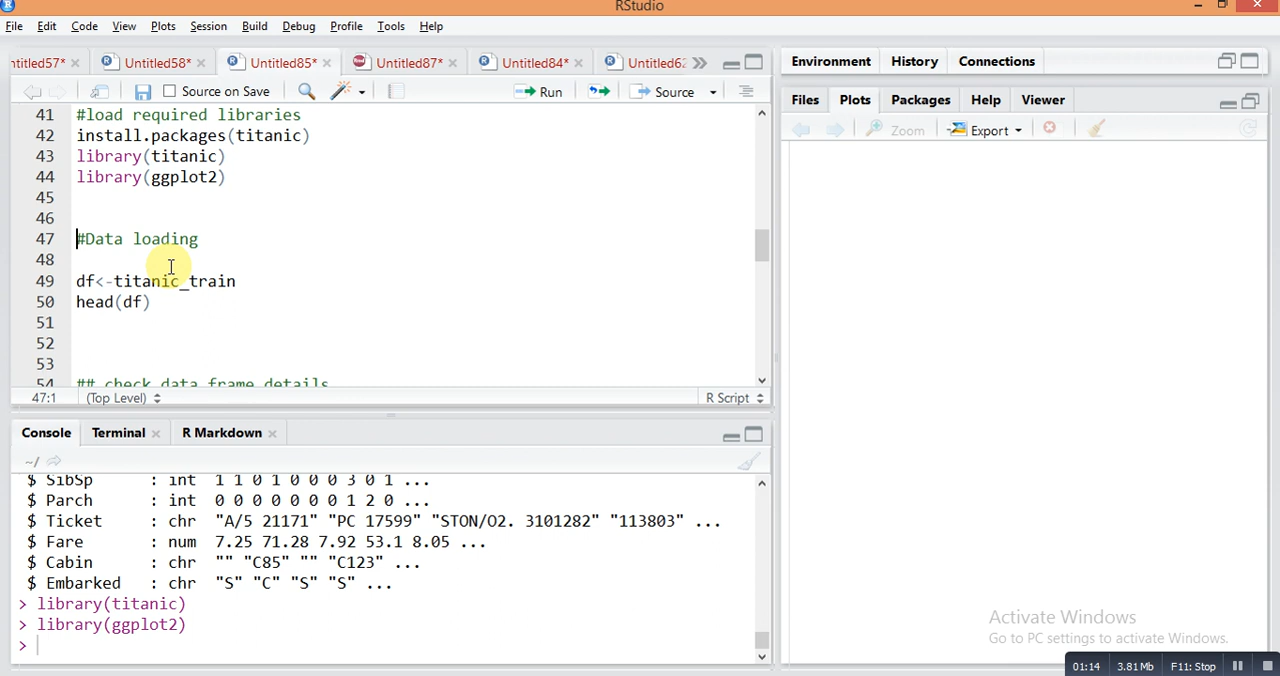 RStudio
File Edit Code View Plots Session Build Debug Profile Tools Help
ntitled57* Untitled58* Untitled85* Untitled87* Untitled84* Untitled62
Source on Save Run Source
41 #load required libraries
42 install.packages(titanic)
43 library(titanic)
44 library(ggplot2)
45
46
47 #Data loading
48
49 df<-titanic_train
50 head(df)
51
52
53
54 ## check data frame details
47:1 (Top Level) R Script
Console Terminal R Markdown
~/
$ SibSp : int 1 1 0 1 0 0 0 3 0 1 ...
$ Parch : int 0 0 0 0 0 0 0 1 2 0 ...
$ Ticket : chr "A/5 21171" "PC 17599" "STON/O2. 3101282" "113803" ...
$ Fare : num 7.25 71.28 7.92 53.1 8.05 ...
$ Cabin : chr "" "C85" "" "C123" ...
$ Embarked : chr "S" "C" "S" "S" ...
> library(titanic)
> library(ggplot2)
>
Environment History Connections
Files Plots Packages Help Viewer
Zoom Export
Activate Windows
Go to PC settings to activate Windows.
01:14 3.81Mb F11: Stop